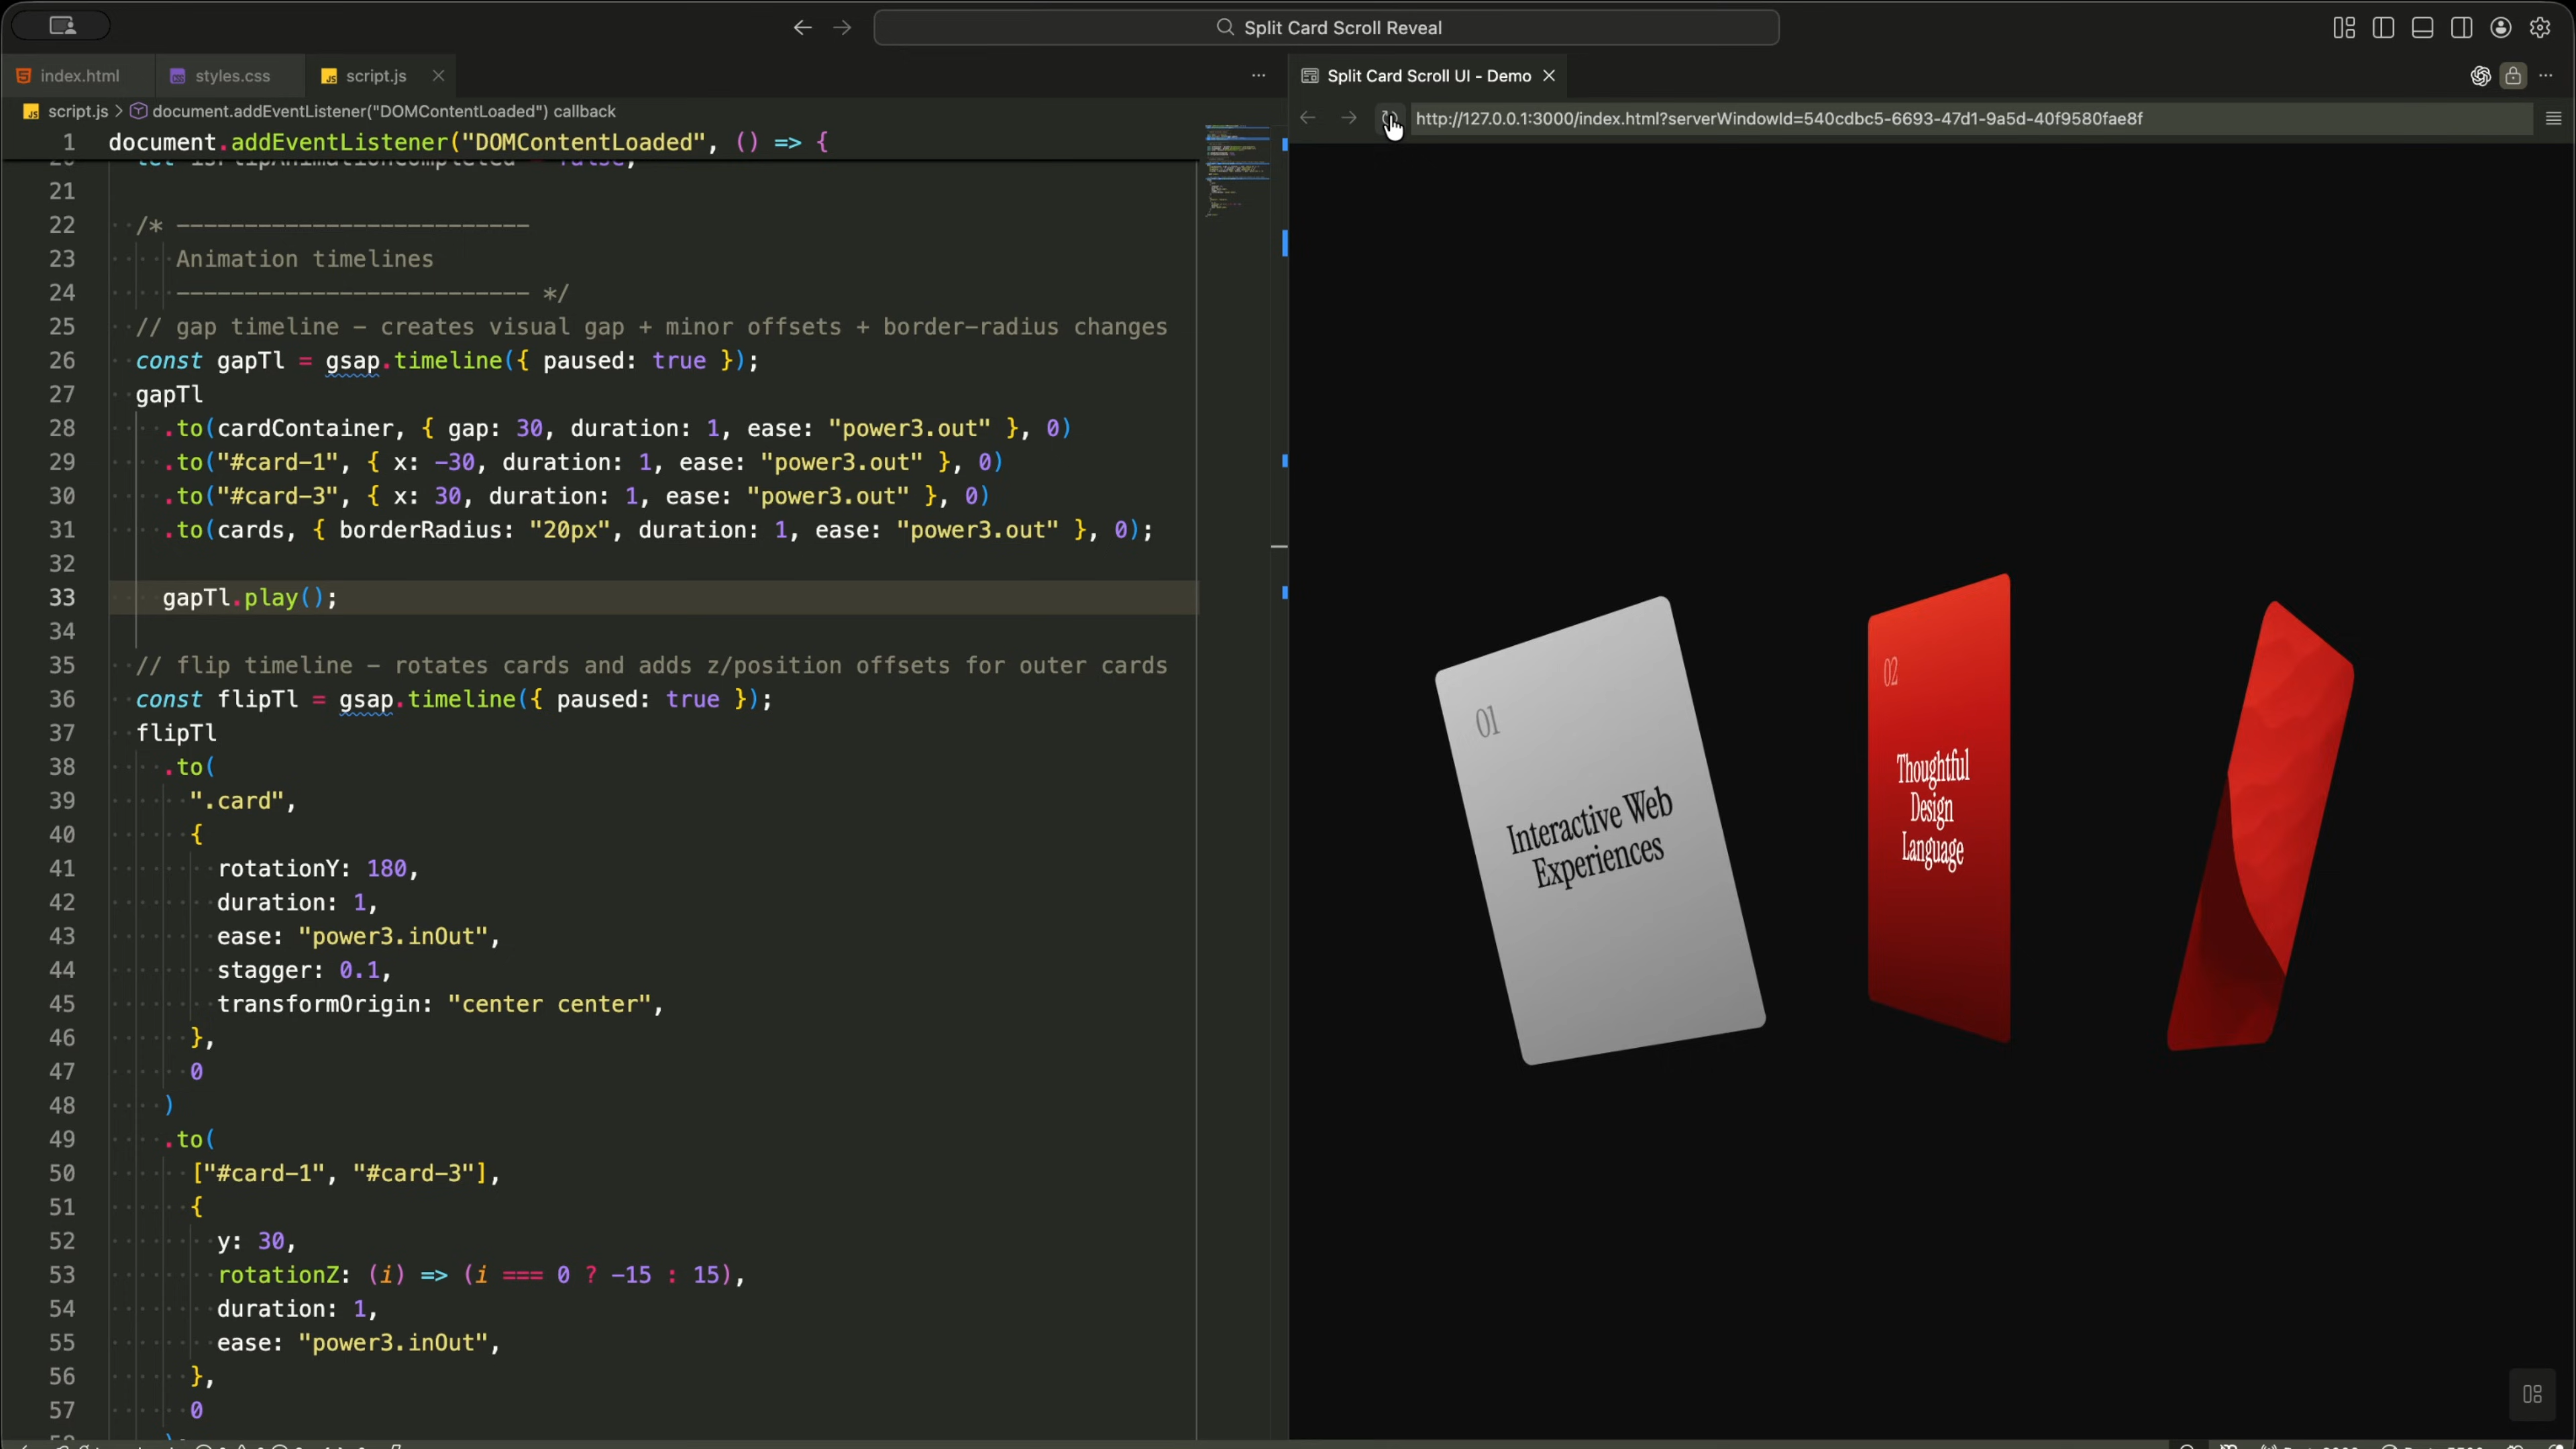 Split Card Scroll Reveal
index.html
styles.css
script.js
Split Card Scroll UI - Demo
script.js > document.addEventListener("DOMContentLoaded") callback
http://127.0.0.1:3000/index.html?serverWindowId=540cdbc5-6693-47d1-9a5d-40f9580fae8f
1 document.addEventListener("DOMContentLoaded", () => {
21
22 /* ––––––––––––––––––––––––––
23 Animation timelines
24 –––––––––––––––––––––––––– */
25 // gap timeline – creates visual gap + minor offsets + border-radius changes
26 const gapTl = gsap.timeline({ paused: true });
27 gapTl
28 .to(cardContainer, { gap: 30, duration: 1, ease: "power3.out" }, 0)
29 .to("#card-1", { x: -30, duration: 1, ease: "power3.out" }, 0)
30 .to("#card-3", { x: 30, duration: 1, ease: "power3.out" }, 0)
31 .to(cards, { borderRadius: "20px", duration: 1, ease: "power3.out" }, 0);
32
33 gapTl.play();
34
35 // flip timeline – rotates cards and adds z/position offsets for outer cards
36 const flipTl = gsap.timeline({ paused: true });
37 flipTl
38 .to(
39 ".card",
40 {
41 rotationY: 180,
42 duration: 1,
43 ease: "power3.inOut",
44 stagger: 0.1,
45 transformOrigin: "center center",
46 },
47 0
48 )
49 .to(
50 ["#card-1", "#card-3"],
51 {
52 y: 30,
53 rotationZ: (i) => (i === 0 ? -15 : 15),
54 duration: 1,
55 ease: "power3.inOut",
56 },
57 0
01
Interactive Web
Experiences
02
Thoughtful
Design
Language